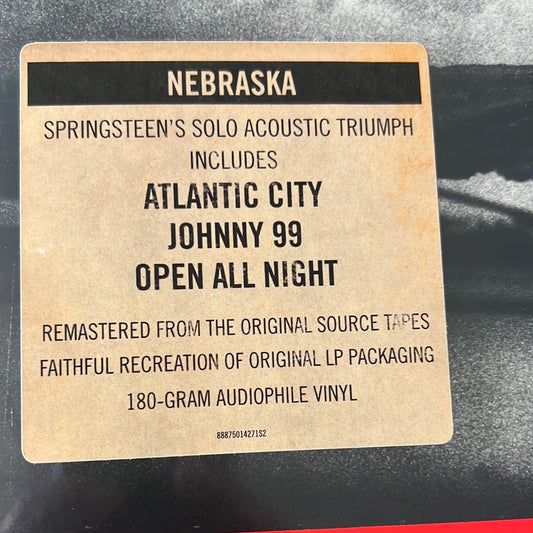 NEBRASKA
SPRINGSTEEN'S SOLO ACOUSTIC TRIUMPH
INCLUDES
ATLANTIC CITY
JOHNNY 99
OPEN ALL NIGHT
REMASTERED FROM THE ORIGINAL SOURCE TAPES
FAITHFUL RECREATION OF ORIGINAL LP PACKAGING
180-GRAM AUDIOPHILE VINYL
88875014271S2